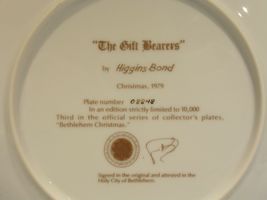 "The Gift Bearers"
by Higgins Bond
Christmas, 1979
Plate number 08848
In an edition strictly limited to 10,000
Third in the official series of collector's plates,
"Bethlehem Christmas."
Signed in the original and attested in the
Holy City of Bethlehem.